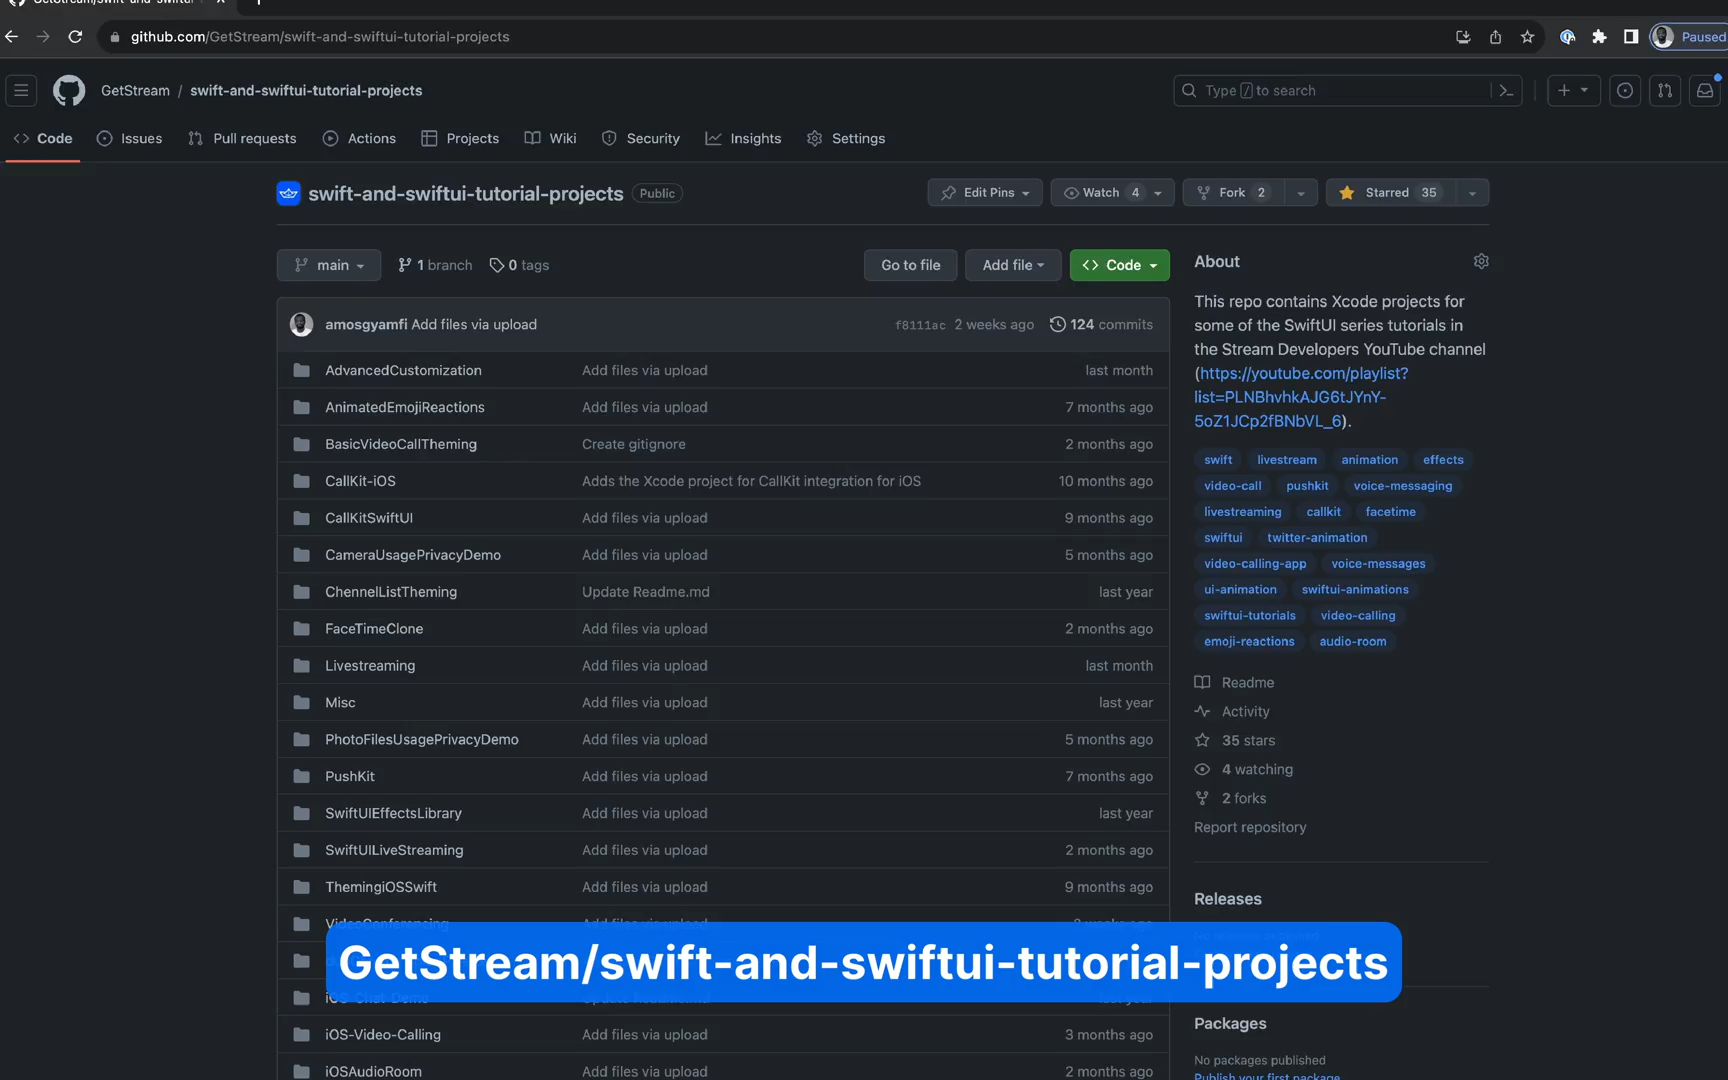 github.com/GetStream/swift-and-swiftui-tutorial-projects
Paused
GetStream / swift-and-swiftui-tutorial-projects
Type / to search
Code
Issues
Pull requests
Actions
Projects
Wiki
Security
Insights
Settings
swift-and-swiftui-tutorial-projects Public
Edit Pins
Watch 4
Fork 2
Starred 35
main
1 branch
0 tags
Go to file
Add file
Code
amosgyamfi Add files via upload f8111ac 2 weeks ago 124 commits
AdvancedCustomization Add files via upload last month
AnimatedEmojiReactions Add files via upload 7 months ago
BasicVideoCallTheming Create gitignore 2 months ago
CallKit-iOS Adds the Xcode project for CallKit integration for iOS 10 months ago
CallKitSwiftUI Add files via upload 9 months ago
CameraUsagePrivacyDemo Add files via upload 5 months ago
ChennelListTheming Update Readme.md last year
FaceTimeClone Add files via upload 2 months ago
Livestreaming Add files via upload last month
Misc Add files via upload last year
PhotoFilesUsagePrivacyDemo Add files via upload 5 months ago
PushKit Add files via upload 7 months ago
SwiftUIEffectsLibrary Add files via upload last year
SwiftUILiveStreaming Add files via upload 2 months ago
ThemingiOSSwift Add files via upload 9 months ago
GetStream/swift-and-swiftui-tutorial-projects
iOS-Video-Calling Add files via upload 3 months ago
iOSAudioRoom Add files via upload 2 months ago
About
This repo contains Xcode projects for
some of the SwiftUI series tutorials in
the Stream Developers YouTube channel
(https://youtube.com/playlist?
list=PLNBhvhkAJG6tJYnY-
5oZ1JCp2fBNbVL_6).
swift livestream animation effects
video-call pushkit voice-messaging
livestreaming callkit facetime
swiftui twitter-animation
video-calling-app voice-messages
ui-animation swiftui-animations
swiftui-tutorials video-calling
emoji-reactions audio-room
Readme
Activity
35 stars
4 watching
2 forks
Report repository
Releases
Packages
No packages published
Publish your first package